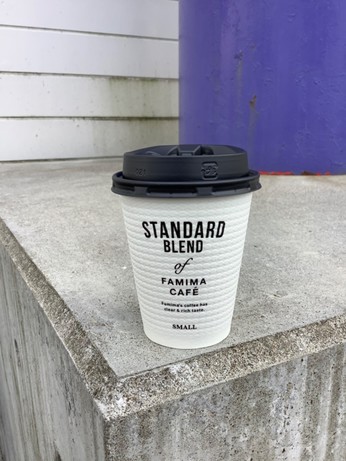 STANDARD
BLEND
of
FAMIMA
CAFÉ
Famima's coffee has
clear & rich taste.
SMALL